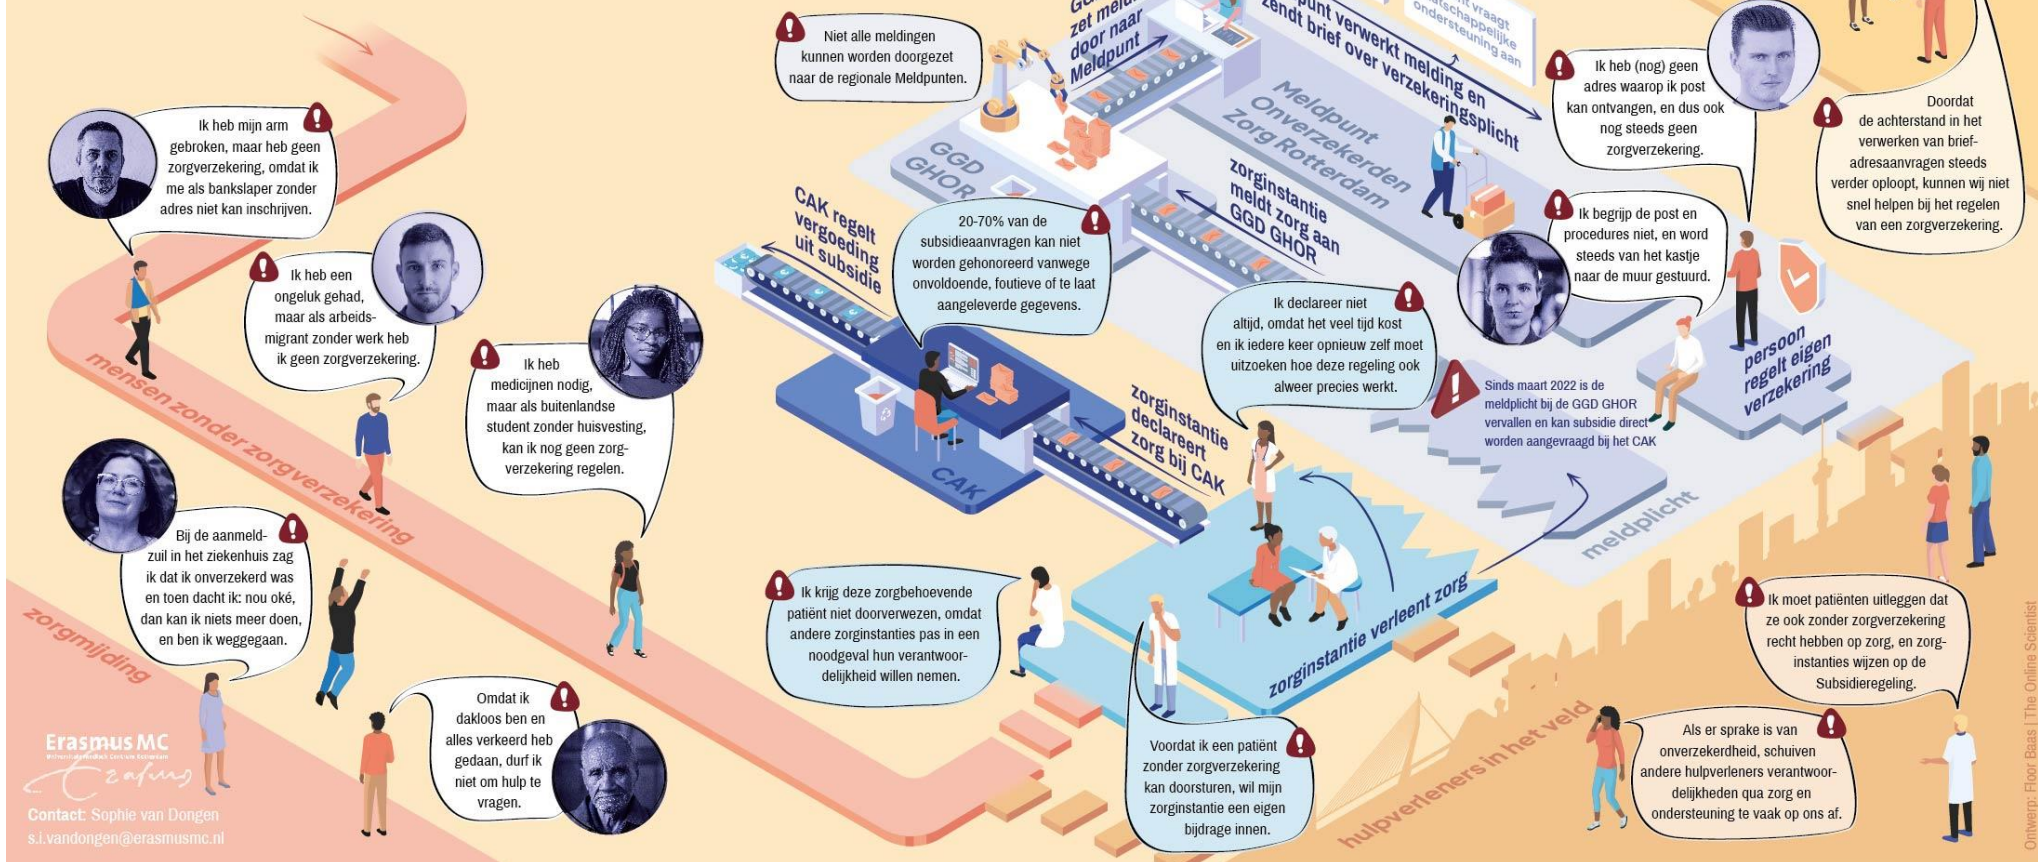 Niet alle meldingen
kunnen worden doorgezet
naar de regionale Meldpunten.
door naar
Meldpunt
punt verwerkt melding en
zendt brief over verzekeringsplicht
vraagt
ondersteuning aan
Ik heb (nog) geen
adres waarop ik post
kan ontvangen, en dus ook
nog steeds geen
zorgverzekering.
Doordat
de achterstand in het
verwerken van brief-
adresaanvragen steeds
verder oploopt, kunnen wij niet
snel helpen bij het regelen
van een zorgverzekering.
Ik heb mijn arm
gebroken, maar heb geen
zorgverzekering, omdat ik
me als bankslaper zonder
adres niet kan inschrijven.
GGD
GHOR
Meldpunt
Onverzekerden
Zorg Rotterdam
zorginstantie
meldt zorg aan
GGD GHOR
CAK regelt
vergoeding
uit subsidie
20-70% van de
subsidieaanvragen kan niet
worden gehonoreerd vanwege
onvoldoende, foutieve of te laat
aangeleverde gegevens.
Ik begrijp de post en
procedures niet, en word
steeds van het kastje
naar de muur gestuurd.
Ik heb een
ongeluk gehad,
maar als arbeids-
migrant zonder werk heb
ik geen zorgverzekering.
Ik declareer niet
altijd, omdat het veel tijd kost
en ik iedere keer opnieuw zelf moet
uitzoeken hoe deze regeling ook
alweer precies werkt.
persoon
regelt eigen
verzekering
Ik heb
medicijnen nodig,
maar als buitenlandse
student zonder huisvesting,
kan ik nog geen zorg-
verzekering regelen.
Sinds maart 2022 is de
meldplicht bij de GGD GHOR
vervallen en kan subsidie direct
worden aangevraagd bij het CAK
zorginstantie
declareert
zorg bij CAK
CAK
mensen zonder zorgverzekering
meldplicht
Bij de aanmeld-
zuil in het ziekenhuis zag
ik dat ik onverzekerd was
en toen dacht ik: nou oké,
dan kan ik niets meer doen,
en ben ik weggegaan.
Ik krijg deze zorgbehoevende
patiënt niet doorverwezen, omdat
andere zorginstanties pas in een
noodgeval hun verantwoor-
delijkheid willen nemen.
zorginstantie verleent zorg
Ik moet patiënten uitleggen dat
ze ook zonder zorgverzekering
recht hebben op zorg, en zorg-
instanties wijzen op de
Subsidieregeling.
zorgmijding
Omdat ik
dakloos ben en
alles verkeerd heb
gedaan, durf ik
niet om hulp te
vragen.
Voordat ik een patiënt
zonder zorgverzekering
kan doorsturen, wil mijn
zorginstantie een eigen
bijdrage innen.
hulpverleners in het veld
Als er sprake is van
onverzekerdheid, schuiven
andere hulpverleners verantwoor-
delijkheden qua zorg en
ondersteuning te vaak op ons af.
Erasmus MC
Erasmus
Contact: Sophie van Dongen
s.i.vandongen@erasmusmc.nl
Ontwerp: Floor Baas | The Online Scientist